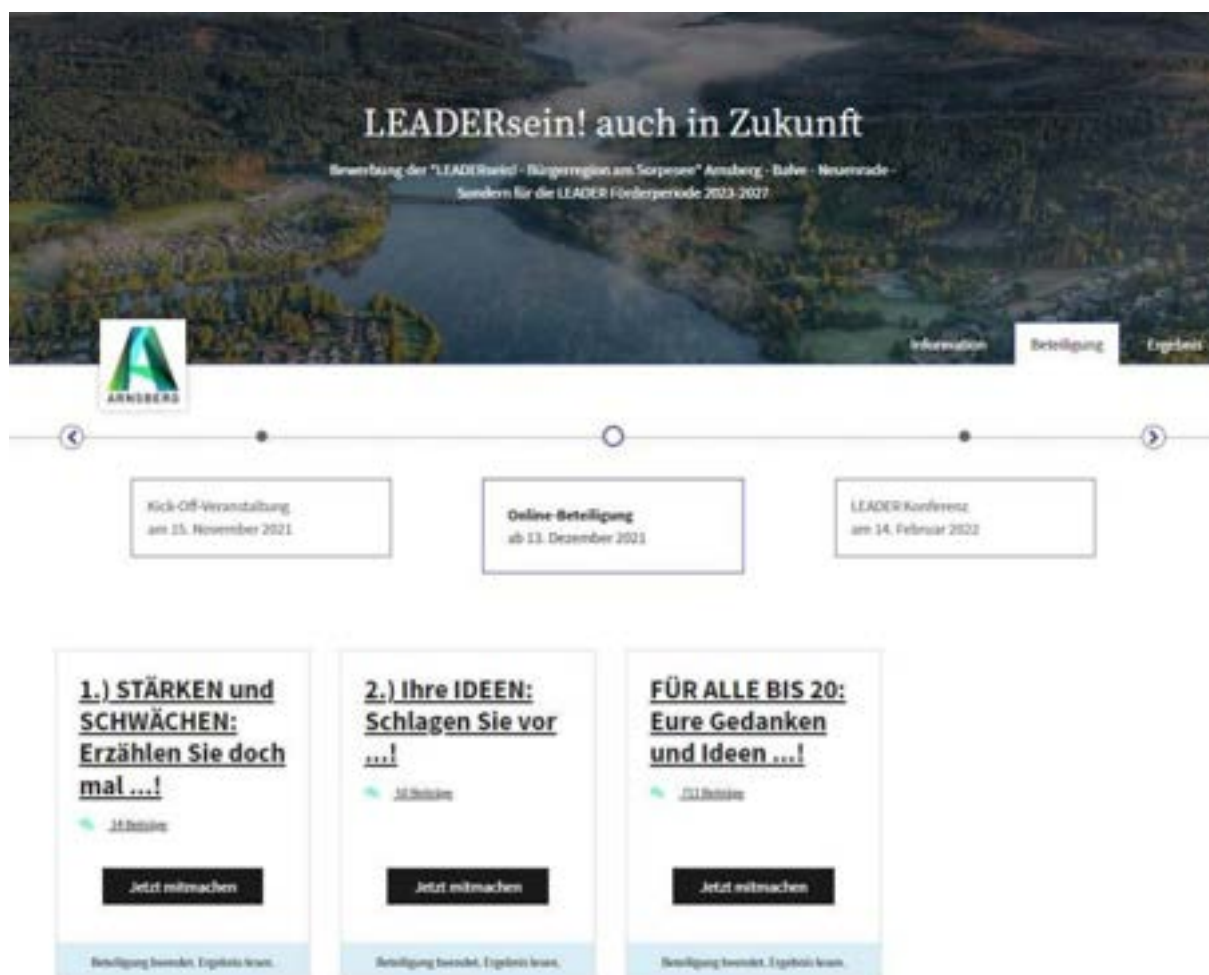 LEADERsein! auch in Zukunft
Bewerbung der "LEADERsein! - Bürgerregion am Sorpesee" Arnsberg - Balve - Neuenrade -
Sundern für die LEADER Förderperiode 2023-2027
Information
Beteiligung
Ergebnis
ARNSBERG
Kick-Off-Veranstaltung
am 15. November 2021
Online-Beteiligung
ab 13. Dezember 2021
LEADER Konferenz
am 14. Februar 2022
1.) STÄRKEN und
SCHWÄCHEN:
Erzählen Sie doch
mal ...!
Beiträge
Jetzt mitmachen
Beteiligung beendet. Ergebnis lesen.
2.) Ihre IDEEN:
Schlagen Sie vor
...!
Beiträge
Jetzt mitmachen
Beteiligung beendet. Ergebnis lesen.
FÜR ALLE BIS 20:
Eure Gedanken
und Ideen ...!
Beiträge
Jetzt mitmachen
Beteiligung beendet. Ergebnis lesen.